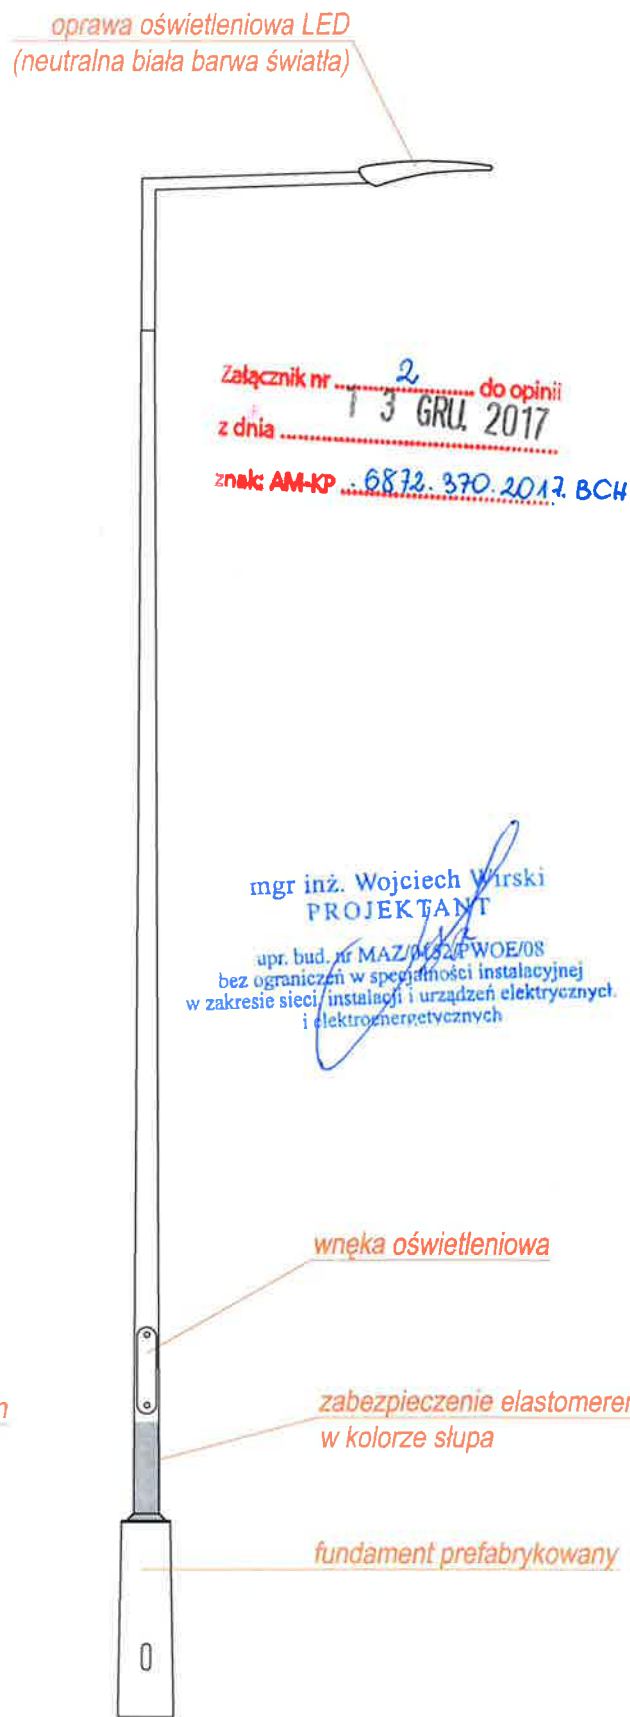 oprawa oświetleniowa LED
(neutralna biała barwa światła)
Załącznik nr 2 do opinii
z dnia 13 GRU. 2017
znak: AM-KP .6872.370.2017.BCH
mgr inż. Wojciech Wirski
PROJEKTANT
upr. bud. nr MAZ/0152/PWOE/08
bez ograniczeń w specjalności instalacyjnej
w zakresie sieci, instalacji i urządzeń elektrycznych
i elektroenergetycznych
wnęka oświetleniowa
zabezpieczenie elastomerem
w kolorze słupa
fundament prefabrykowany